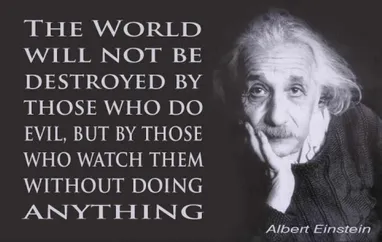 THE WORLD
WILL NOT BE
DESTROYED BY
THOSE WHO DO
EVIL, BUT BY THOSE
WHO WATCH THEM
WITHOUT DOING
ANYTHING
Albert Einstein